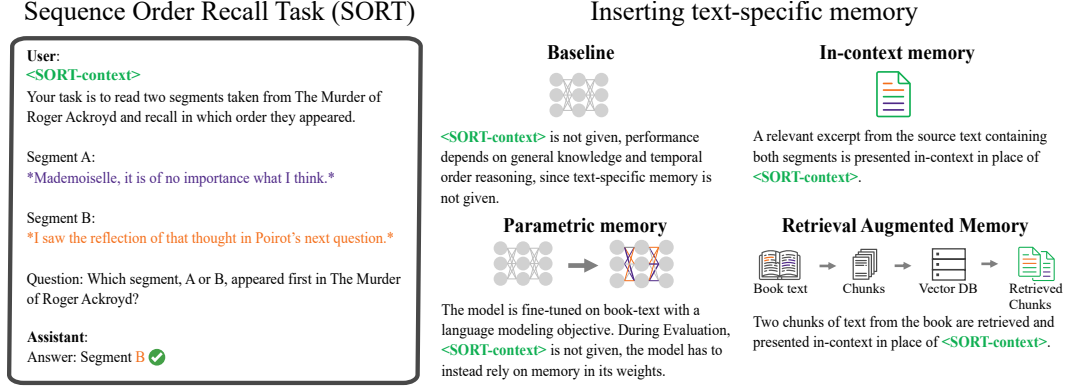 Sequence Order Recall Task (SORT)
User:
<SORT-context>
Your task is to read two segments taken from The Murder of
Roger Ackroyd and recall in which order they appeared.
Segment A:
*Mademoiselle, it is of no importance what I think.*
Segment B:
*I saw the reflection of that thought in Poirot's next question.*
Question: Which segment, A or B, appeared first in The Murder
of Roger Ackroyd?
Assistant:
Answer: Segment B
Inserting text-specific memory
Baseline
<SORT-context> is not given, performance
depends on general knowledge and temporal
order reasoning, since text-specific memory is
not given.
In-context memory
A relevant excerpt from the source text containing
both segments is presented in-context in place of
<SORT-context>.
Parametric memory
The model is fine-tuned on book-text with a
language modeling objective. During Evaluation,
<SORT-context> is not given, the model has to
instead rely on memory in its weights.
Retrieval Augmented Memory
Book text
Chunks
Vector DB
Retrieved
Chunks
Two chunks of text from the book are retrieved and
presented in-context in place of <SORT-context>.